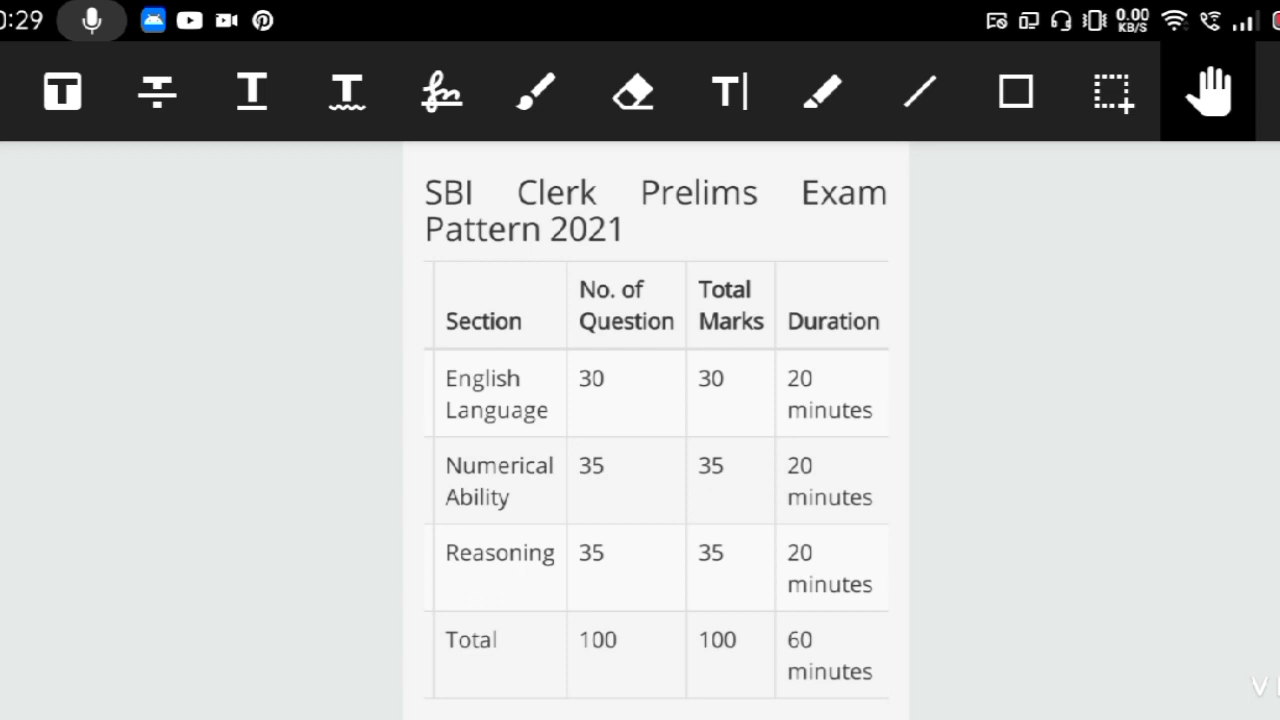 0:29
0.00
KB/S
T T T T T|
SBI Clerk Prelims Exam
Pattern 2021
Section No. of Question Total Marks Duration
English Language 30 30 20 minutes
Numerical Ability 35 35 20 minutes
Reasoning 35 35 20 minutes
Total 100 100 60 minutes
V